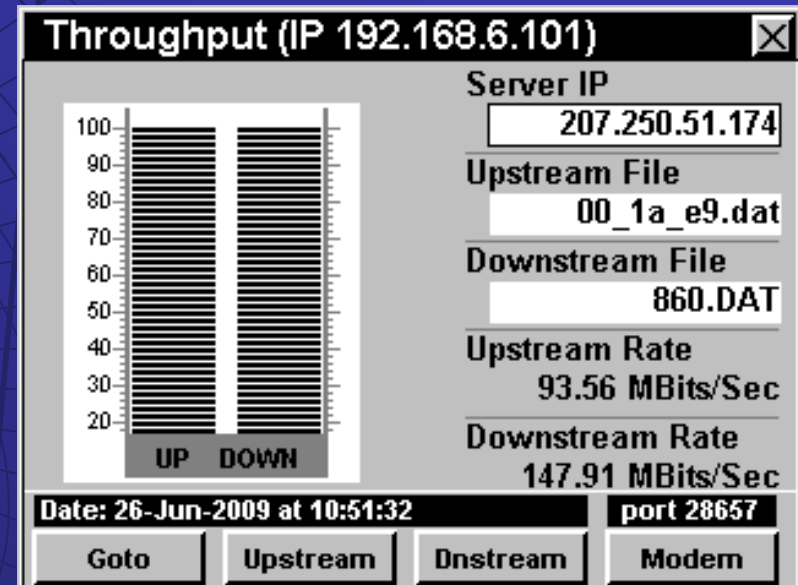 Throughput (IP 192.168.6.101)
Server IP
207.250.51.174
Upstream File
00_1a_e9.dat
Downstream File
860.DAT
Upstream Rate
93.56 MBits/Sec
Downstream Rate
147.91 MBits/Sec
100
90
80
70
60
50
40
30
20
UP DOWN
Date: 26-Jun-2009 at 10:51:32 port 28657
Goto Upstream Dnstream Modem